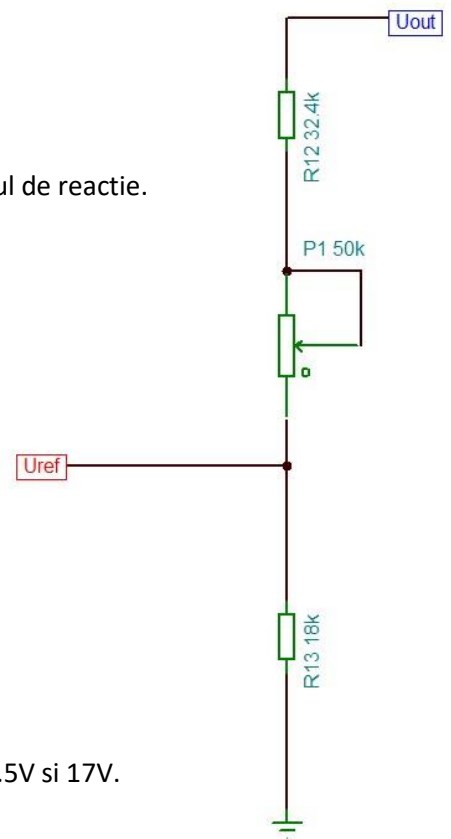 Uout
R12 32.4k
ul de reactie.
P1 50k
Uref
R13 18k
.5V si 17V.